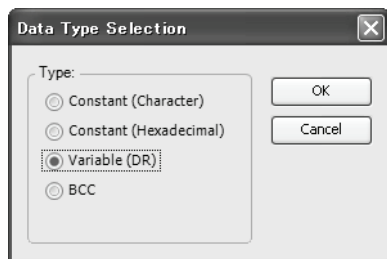 Data Type Selection
Type:
Constant (Character)
Constant (Hexadecimal)
Variable (DR)
BCC
OK
Cancel